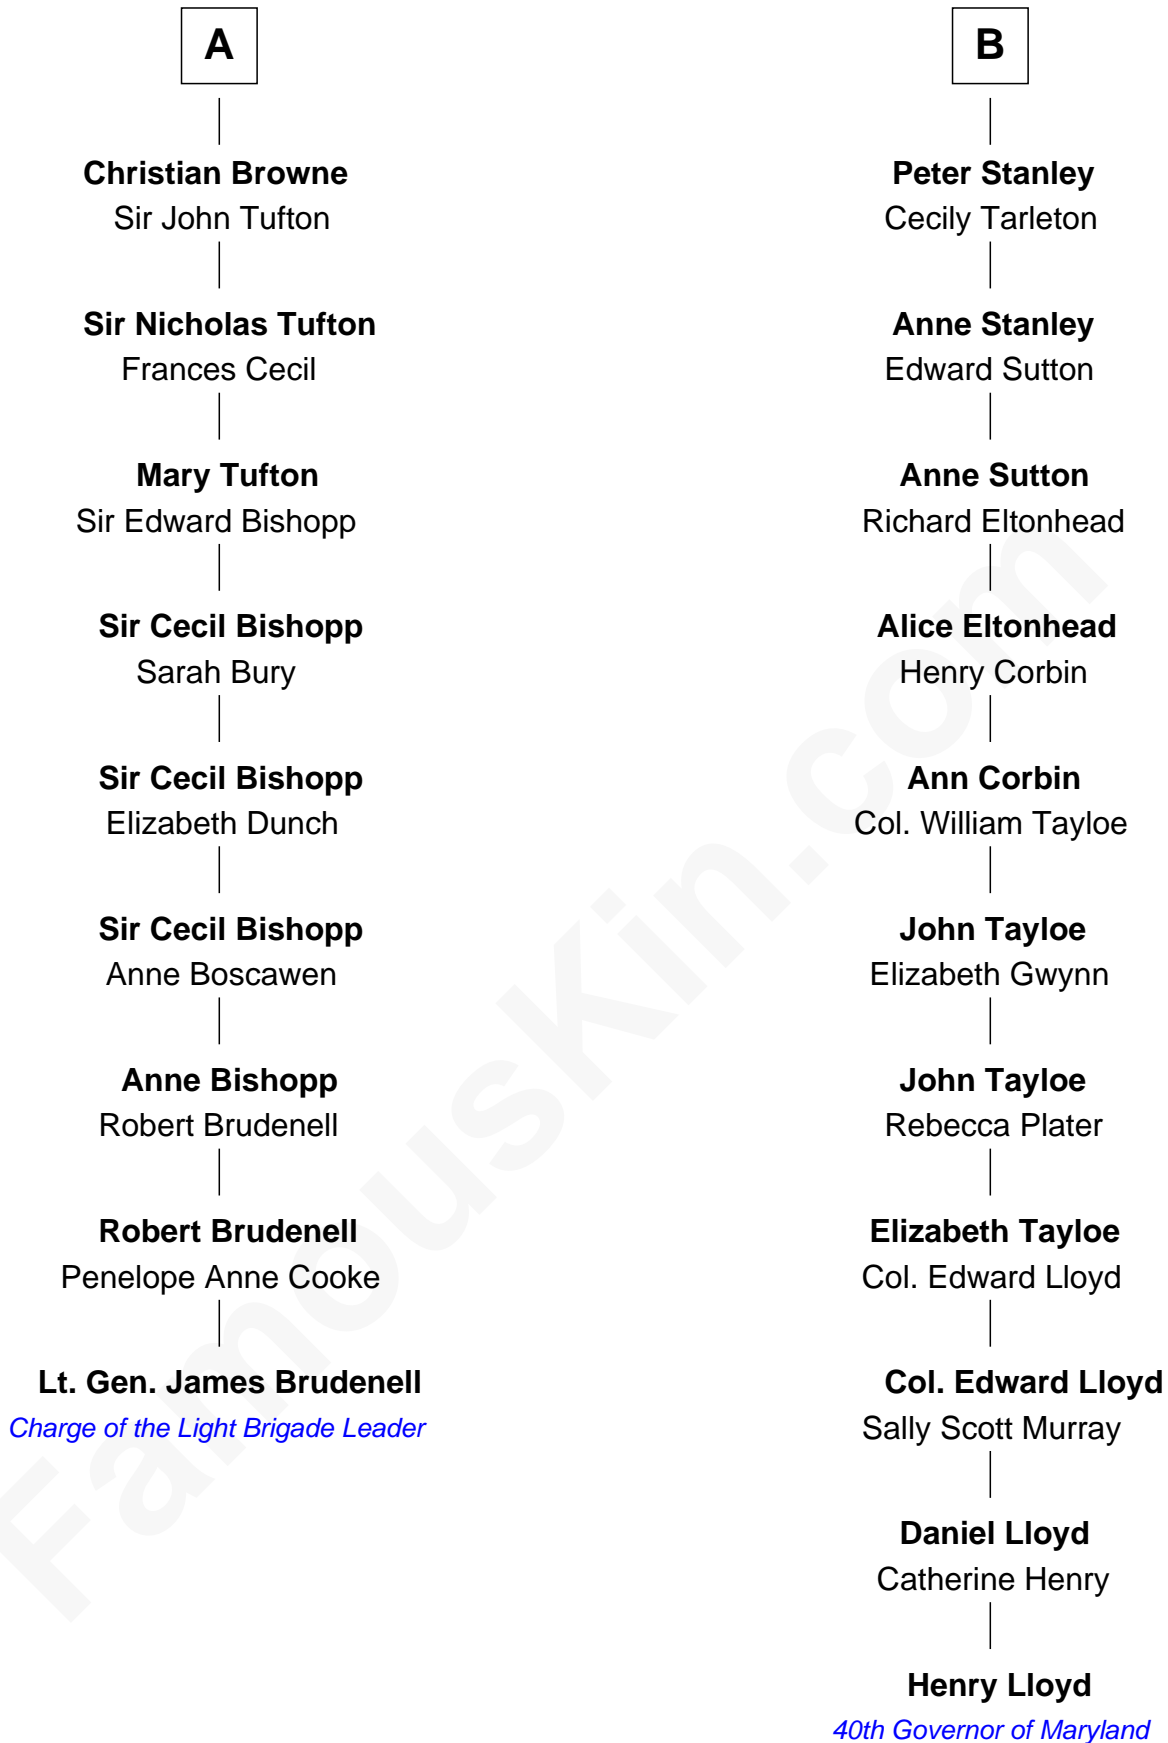 A
Christian Browne
Sir John Tufton
Sir Nicholas Tufton
Frances Cecil
Mary Tufton
Sir Edward Bishopp
Sir Cecil Bishopp
Sarah Bury
Sir Cecil Bishopp
Elizabeth Dunch
Sir Cecil Bishopp
Anne Boscawen
Anne Bishopp
Robert Brudenell
Robert Brudenell
Penelope Anne Cooke
Lt. Gen. James Brudenell
Charge of the Light Brigade Leader
B
Peter Stanley
Cecily Tarleton
Anne Stanley
Edward Sutton
Anne Sutton
Richard Eltonhead
Alice Eltonhead
Henry Corbin
Ann Corbin
Col. William Tayloe
John Tayloe
Elizabeth Gwynn
John Tayloe
Rebecca Plater
Elizabeth Tayloe
Col. Edward Lloyd
Col. Edward Lloyd
Sally Scott Murray
Daniel Lloyd
Catherine Henry
Henry Lloyd
40th Governor of Maryland
FamousKin.com